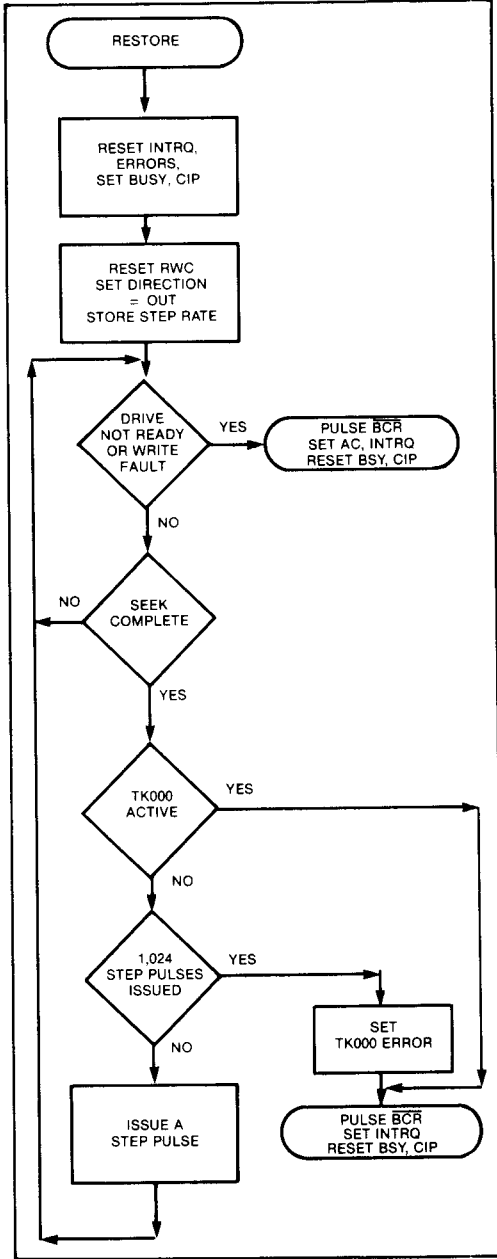 RESTORE
RESET INTRQ,
ERRORS,
SET BUSY, CIP
RESET RWC
SET DIRECTION
= OUT
STORE STEP RATE
DRIVE
NOT READY
OR WRITE
FAULT
YES
PULSE B̅C̅R̅
SET AC, INTRQ
RESET BSY, CIP
NO
SEEK
COMPLETE
NO
YES
TK000
ACTIVE
YES
NO
1,024
STEP PULSES
ISSUED
YES
SET
TK000 ERROR
NO
ISSUE A
STEP PULSE
PULSE B̅C̅R̅
SET INTRQ
RESET BSY, CIP